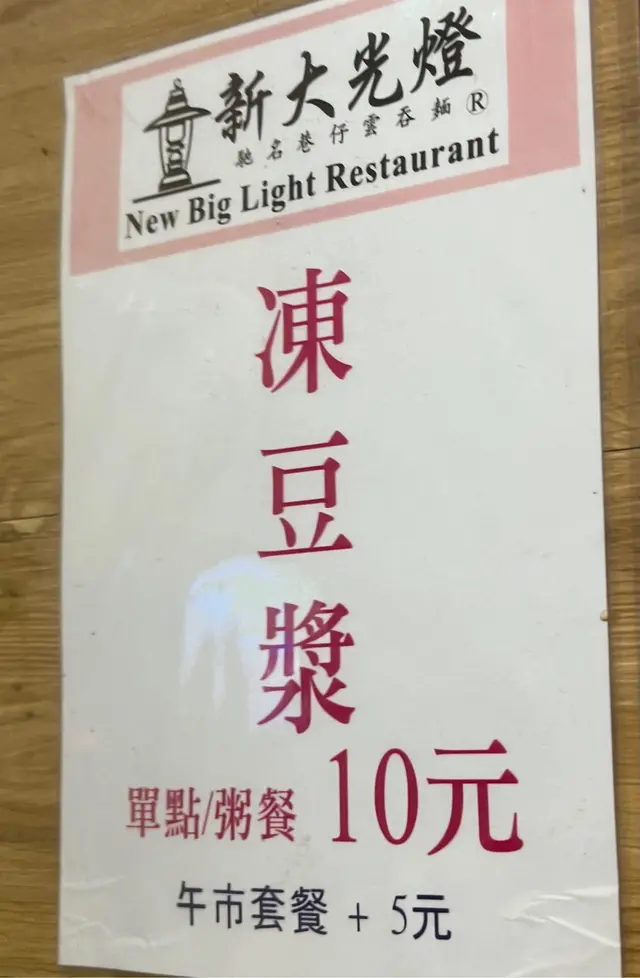 新大光燈
馳名巷仔雲吞麵®
New Big Light Restaurant
凍豆漿
單點/粥餐 10元
午市套餐 + 5元